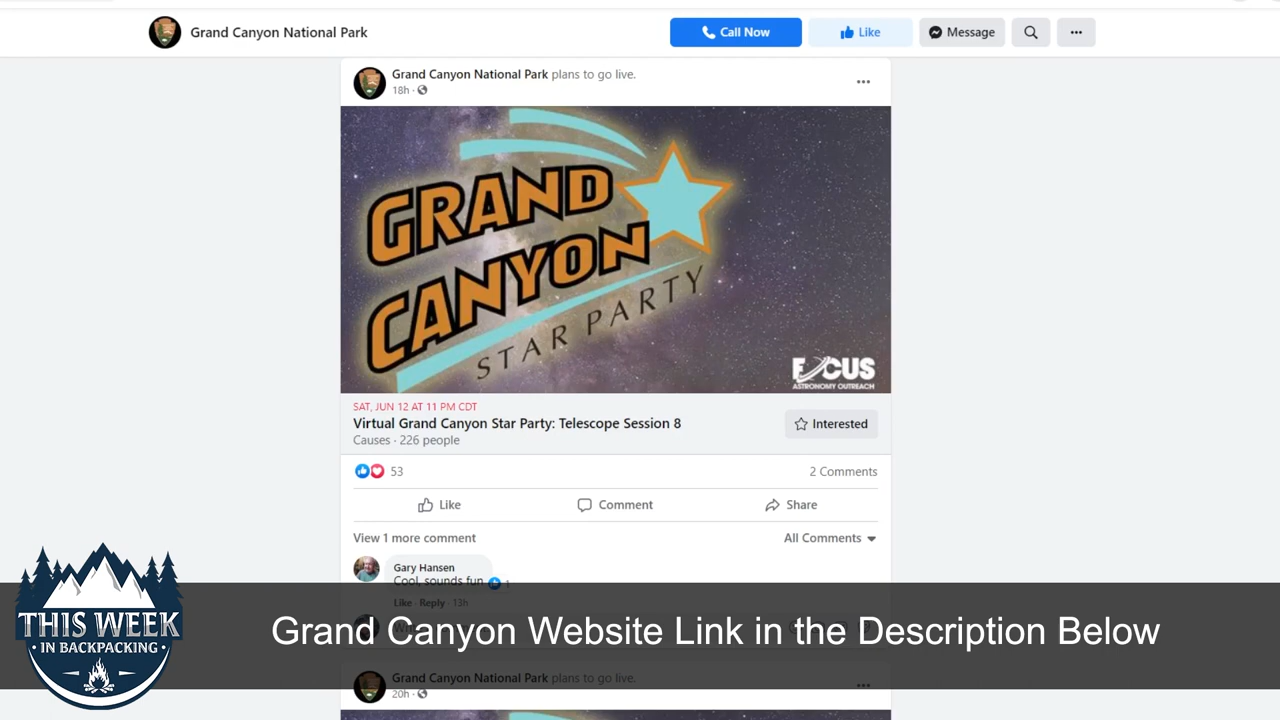 Grand Canyon National Park
Call Now
Like
Message
Grand Canyon National Park plans to go live.
18h ·
GRAND
CANYON
STAR PARTY
FOCUS
ASTRONOMY OUTREACH
SAT, JUN 12 AT 11 PM CDT
Virtual Grand Canyon Star Party: Telescope Session 8
Causes · 226 people
Interested
53
2 Comments
Like
Comment
Share
View 1 more comment
All Comments
Gary Hansen
Cool, sounds fun
1
Like · Reply · 13h
THIS WEEK
· IN BACKPACKING ·
Grand Canyon Website Link in the Description Below
Grand Canyon National Park plans to go live.
20h ·